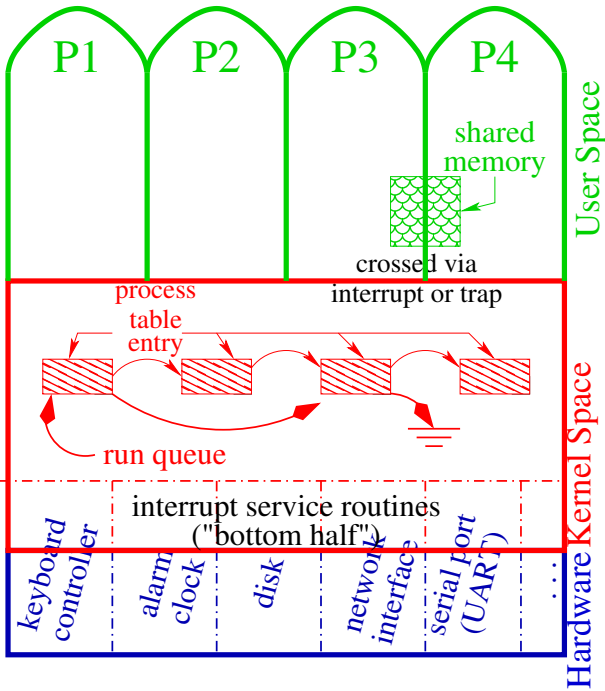 P1
P2
P3
P4
shared
memory
User Space
crossed via
interrupt or trap
process
table
entry
run queue
Kernel Space
interrupt service routines
("bottom half")
keyboard
controller
alarm
clock
disk
network
interface
serial port
(UART)
...
Hardware